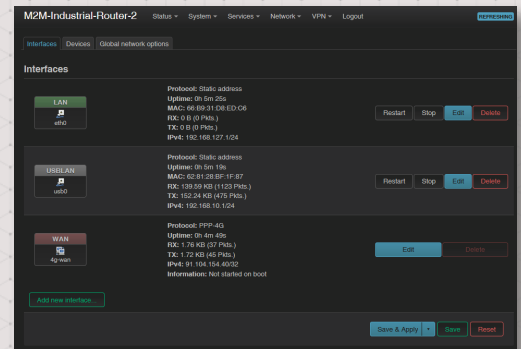 M2M-Industrial-Router-2 Status System Services Network VPN Logout REFRESHING
Interfaces Devices Global network options
Interfaces
LAN
eth0
Protocol: Static address
Uptime: 0h 5m 25s
MAC: 66:B9:31:D8:ED:C6
RX: 0 B (0 Pkts.)
TX: 0 B (0 Pkts.)
IPv4: 192.168.127.1/24
Restart Stop Edit Delete
USBLAN
usb0
Protocol: Static address
Uptime: 0h 5m 19s
MAC: 62:81:28:BF:1F:87
RX: 139.59 KB (1123 Pkts.)
TX: 152.24 KB (475 Pkts.)
IPv4: 192.168.10.1/24
Restart Stop Edit Delete
WAN
4g-wan
Protocol: PPP-4G
Uptime: 0h 4m 49s
RX: 1.76 KB (37 Pkts.)
TX: 1.72 KB (45 Pkts.)
IPv4: 91.104.154.40/32
Information: Not started on boot
Edit Delete
Add new interface...
Save & Apply Save Reset